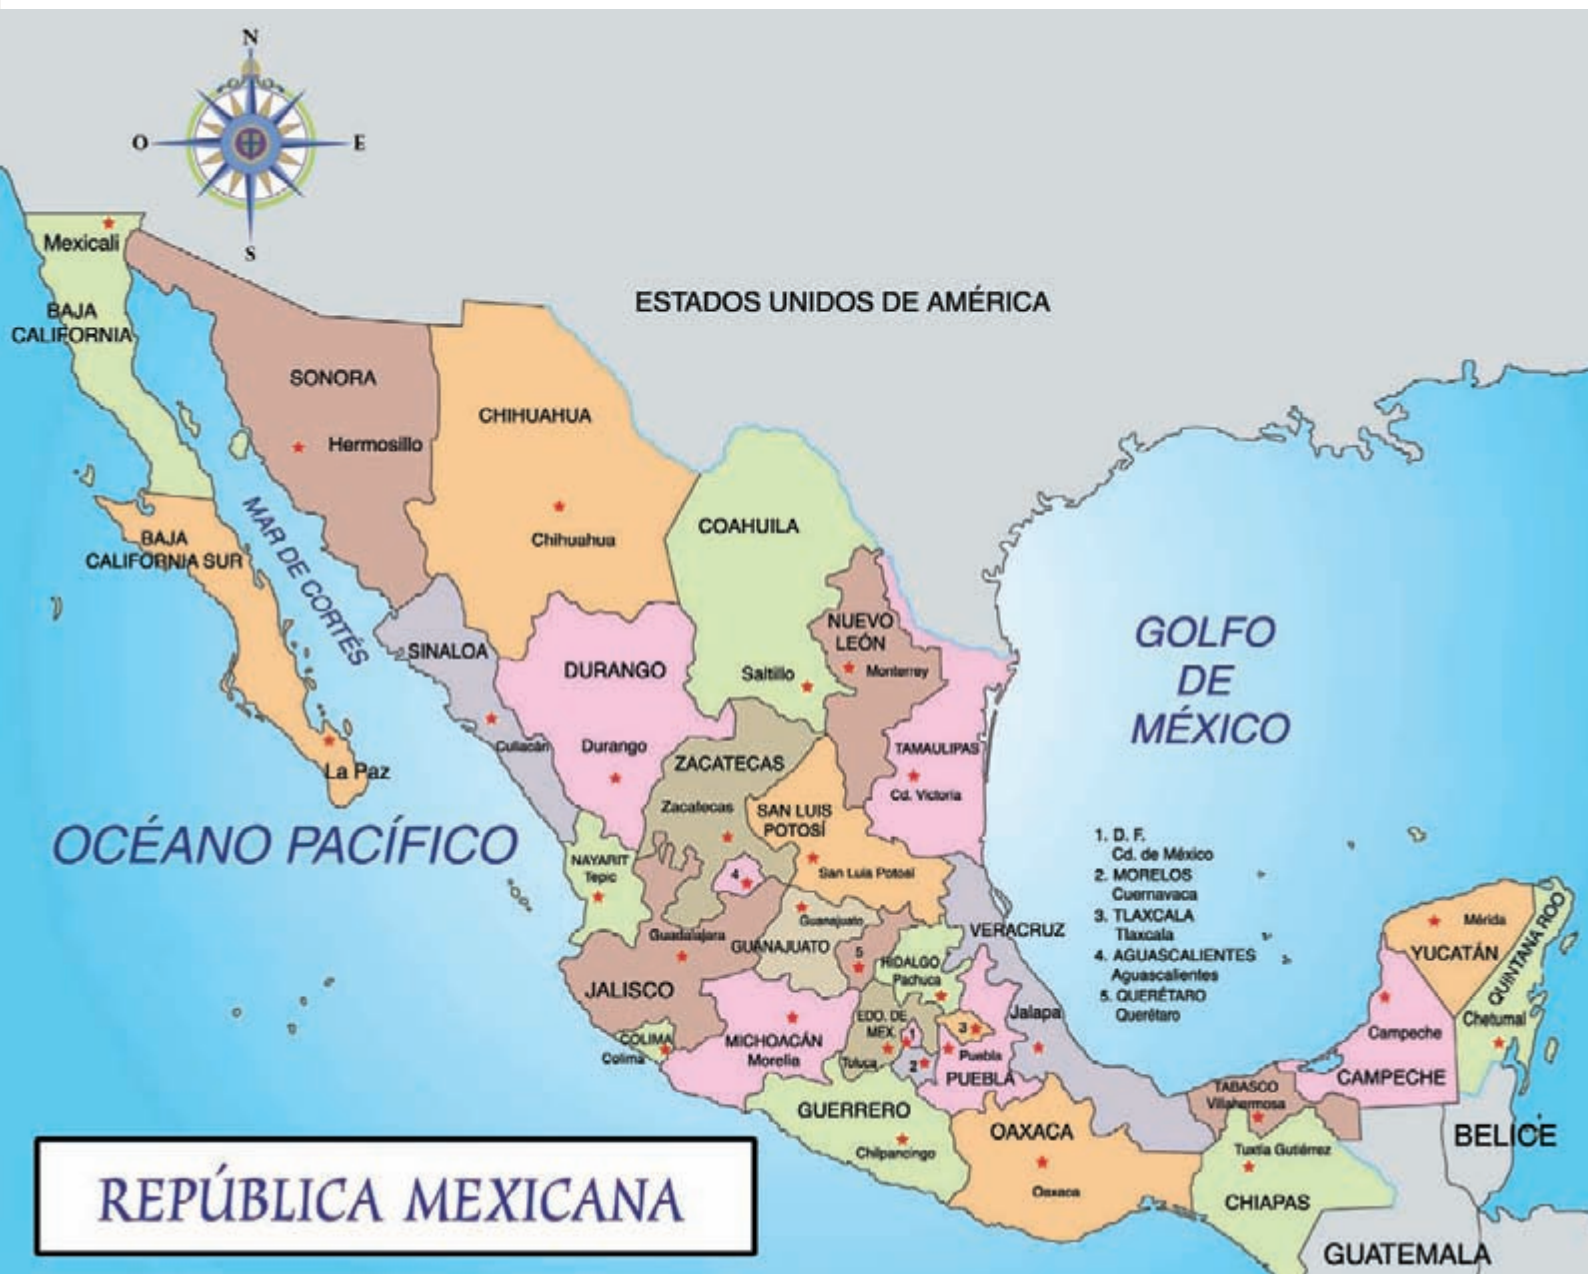 N
O
E
S
Mexicali
BAJA
CALIFORNIA
ESTADOS UNIDOS DE AMÉRICA
SONORA
Hermosillo
CHIHUAHUA
Chihuahua
COAHUILA
Saltillo
BAJA
CALIFORNIA SUR
La Paz
MAR DE CORTÉS
NUEVO
LEÓN
Monterrey
SINALOA
Culiacán
DURANGO
Durango
GOLFO
DE
MÉXICO
TAMAULIPAS
Cd. Victoria
ZACATECAS
Zacatecas
SAN LUIS
POTOSÍ
San Luis Potosí
OCÉANO PACÍFICO
NAYARIT
Tepic
4
1. D. F.
Cd. de México
2. MORELOS
Cuernavaca
3. TLAXCALA
Tlaxcala
4. AGUASCALIENTES
Aguascalientes
5. QUERÉTARO
Querétaro
Guadalajara
JALISCO
Guanajuato
GUANAJUATO
5
HIDALGO
Pachuca
VERACRUZ
Jalapa
Mérida
YUCATÁN
QUINTANA ROO
Chetumal
Campeche
CAMPECHE
COLIMA
Colima
MICHOACÁN
Morelia
EDO. DE
MEX.
Toluca
1
2
3
Puebla
PUEBLA
GUERRERO
Chilpancingo
OAXACA
Oaxaca
TABASCO
Villahermosa
Tuxtla Gutiérrez
CHIAPAS
BELICE
GUATEMALA
REPÚBLICA MEXICANA